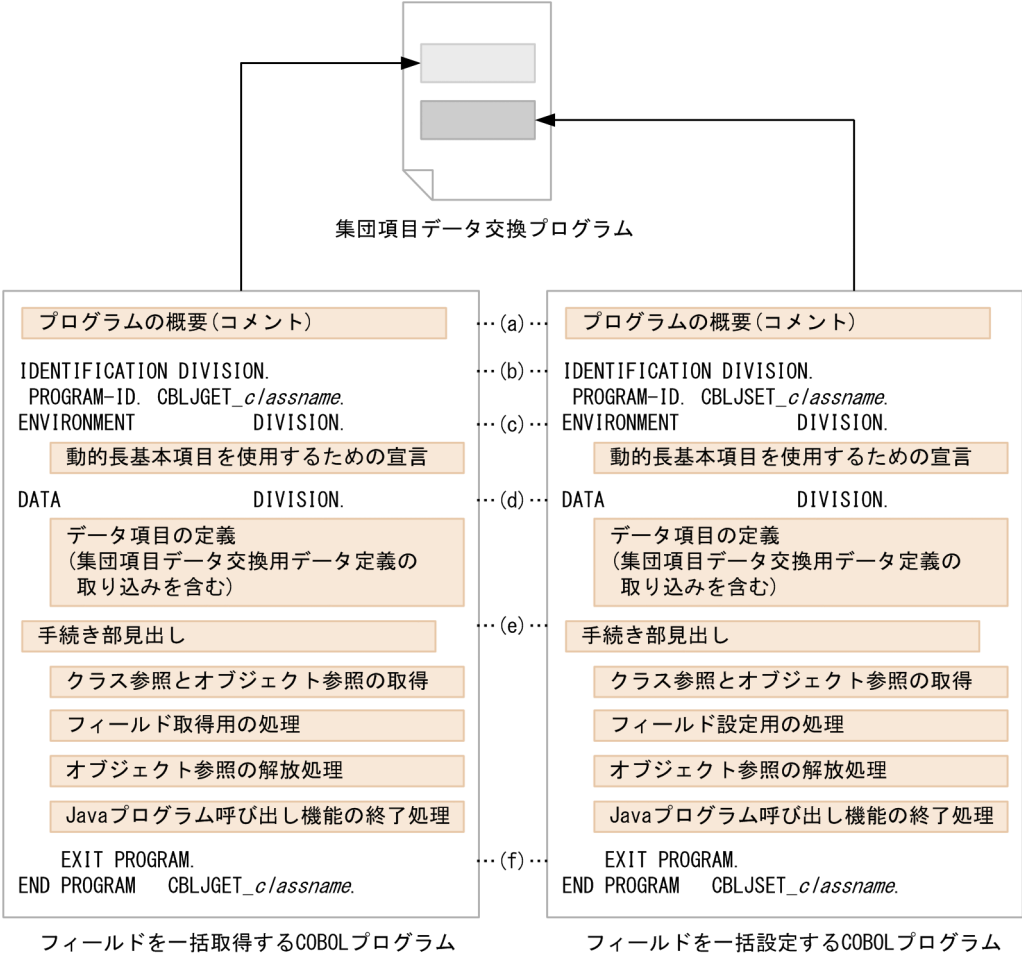 集団項目データ交換プログラム
プログラムの概要(コメント)
IDENTIFICATION DIVISION.
PROGRAM-ID. CBLJGET_classname.
ENVIRONMENT DIVISION.
動的長基本項目を使用するための宣言
DATA DIVISION.
データ項目の定義
(集団項目データ交換用データ定義の
取り込みを含む)
手続き部見出し
クラス参照とオブジェクト参照の取得
フィールド取得用の処理
オブジェクト参照の解放処理
Javaプログラム呼び出し機能の終了処理
EXIT PROGRAM.
END PROGRAM CBLJGET_classname.
フィールドを一括取得するCOBOLプログラム
…(a)…
…(b)…
…(c)…
…(d)…
…(e)…
…(f)…
プログラムの概要(コメント)
IDENTIFICATION DIVISION.
PROGRAM-ID. CBLJSET_classname.
ENVIRONMENT DIVISION.
動的長基本項目を使用するための宣言
DATA DIVISION.
データ項目の定義
(集団項目データ交換用データ定義の
取り込みを含む)
手続き部見出し
クラス参照とオブジェクト参照の取得
フィールド設定用の処理
オブジェクト参照の解放処理
Javaプログラム呼び出し機能の終了処理
EXIT PROGRAM.
END PROGRAM CBLJSET_classname.
フィールドを一括設定するCOBOLプログラム